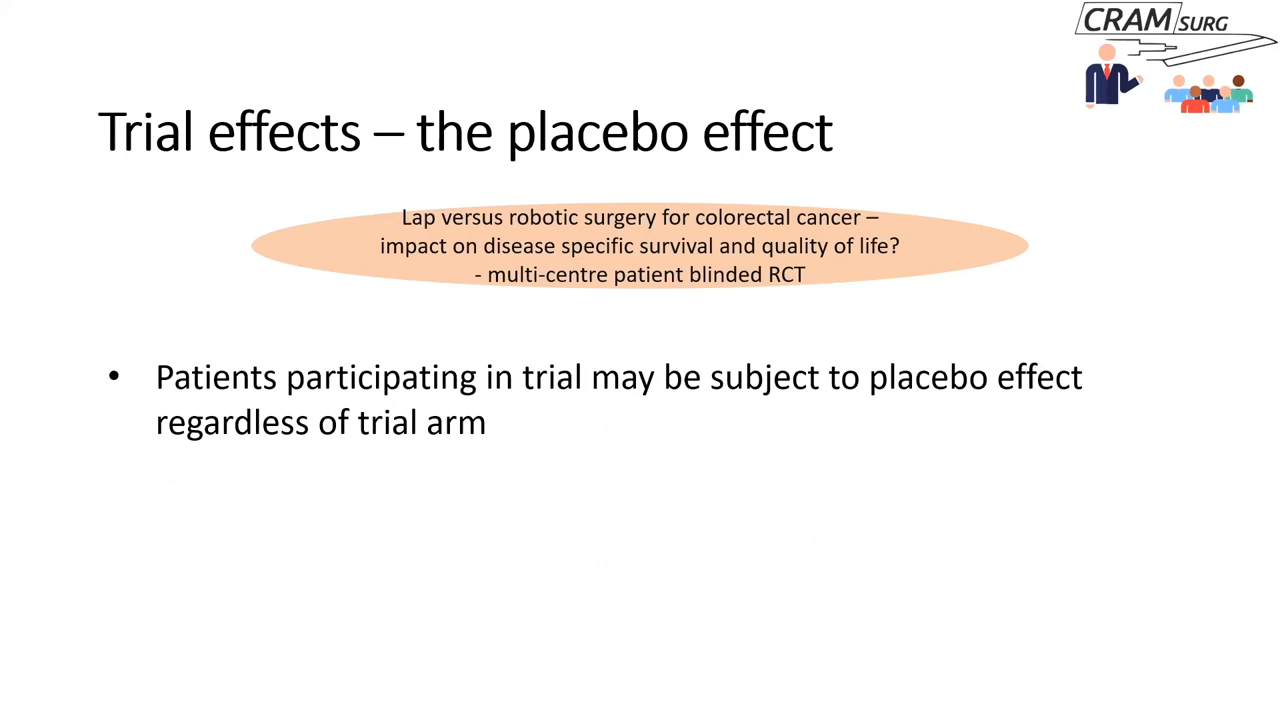 CRAM SURG
Trial effects – the placebo effect
Lap versus robotic surgery for colorectal cancer –
impact on disease specific survival and quality of life?
- multi-centre patient blinded RCT
• Patients participating in trial may be subject to placebo effect
regardless of trial arm